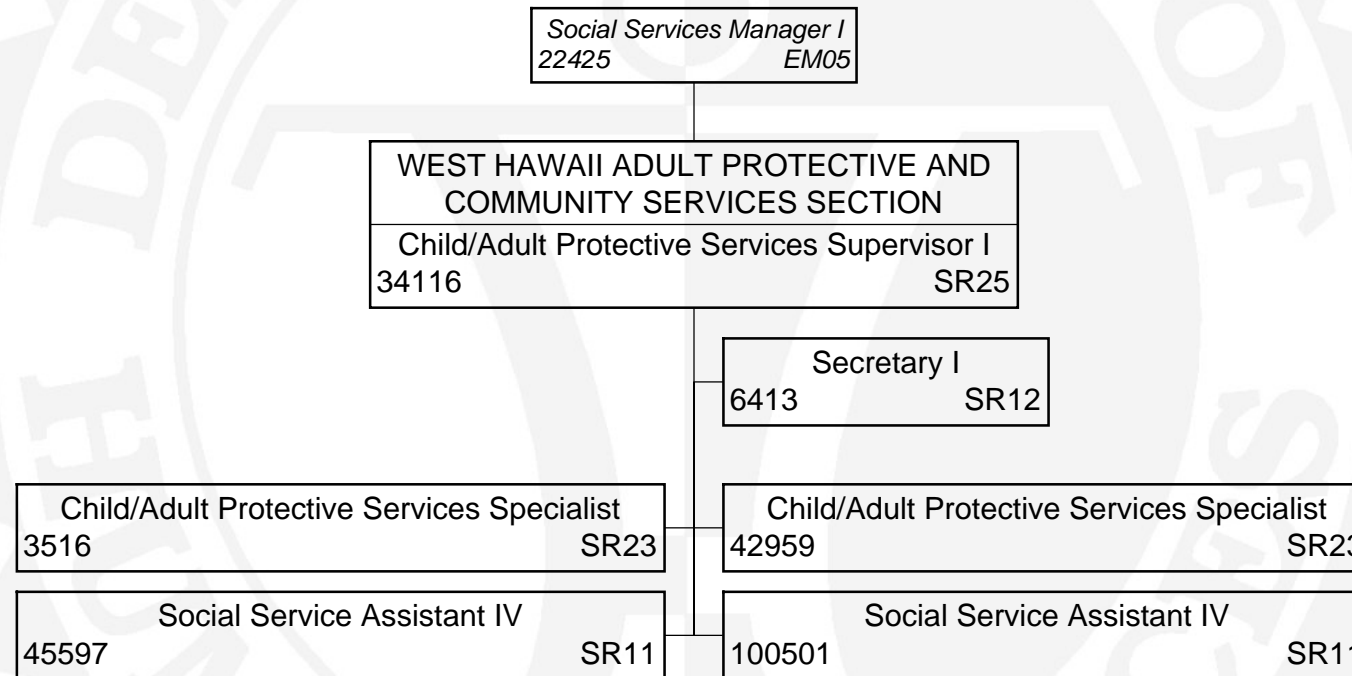 Social Services Manager I
22425 EM05
WEST HAWAII ADULT PROTECTIVE AND
COMMUNITY SERVICES SECTION
Child/Adult Protective Services Supervisor I
34116 SR25
Secretary I
6413 SR12
Child/Adult Protective Services Specialist
3516 SR23
Child/Adult Protective Services Specialist
42959 SR23
Social Service Assistant IV
45597 SR11
Social Service Assistant IV
100501 SR11